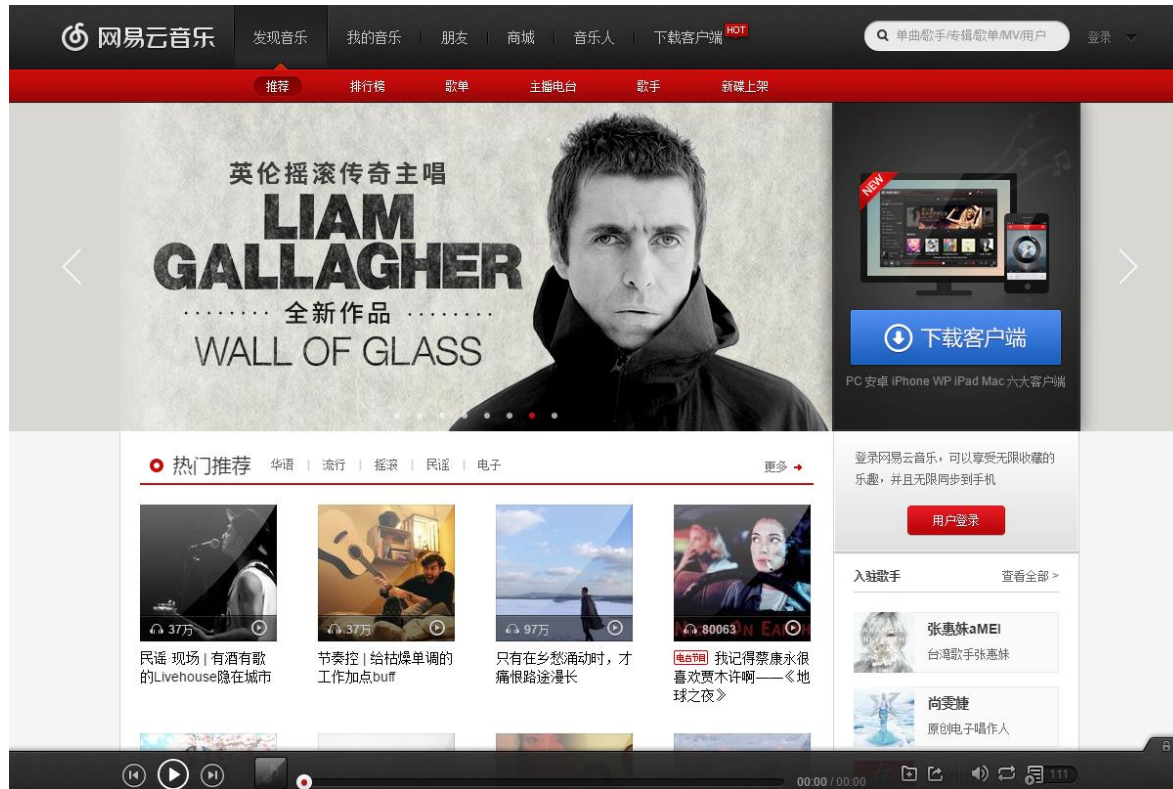 网易云音乐
发现音乐 我的音乐 朋友 商城 音乐人 下载客户端 HOT
单曲/歌手/专辑/歌单/MV/用户
登录
推荐 排行榜 歌单 主播电台 歌手 新碟上架
英伦摇滚传奇主唱
LIAM
GALLAGHER
全新作品
WALL OF GLASS
NEW
下载客户端
PC 安卓 iPhone WP iPad Mac 六大客户端
热门推荐 华语 流行 摇滚 民谣 电子 更多
37万
37万
97万
80063
民谣·现场 | 有酒有歌
的Livehouse隐在城市
节奏控 | 给枯燥单调的
工作加点buff
只有在乡愁涌动时，才
痛恨路途漫长
电台节目 我记得蔡康永很
喜欢贾木许啊——《地
球之夜》
登录网易云音乐，可以享受无限收藏的
乐趣，并且无限同步到手机
用户登录
入驻歌手 查看全部 >
张惠妹aMEI
台湾歌手张惠妹
尚雯婕
原创电子唱作人
00:00 / 00:00
111